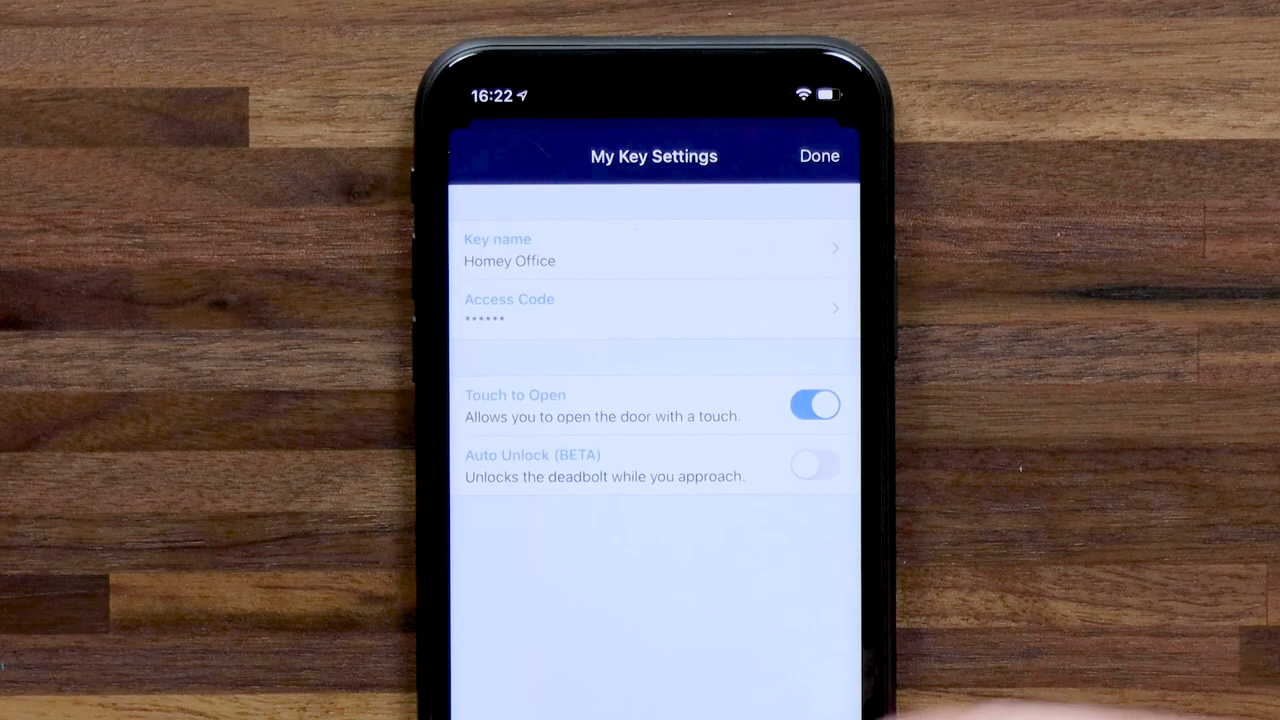 16:22
My Key Settings Done
Key name
Homey Office
Access Code
••••••
Touch to Open
Allows you to open the door with a touch.
Auto Unlock (BETA)
Unlocks the deadbolt while you approach.